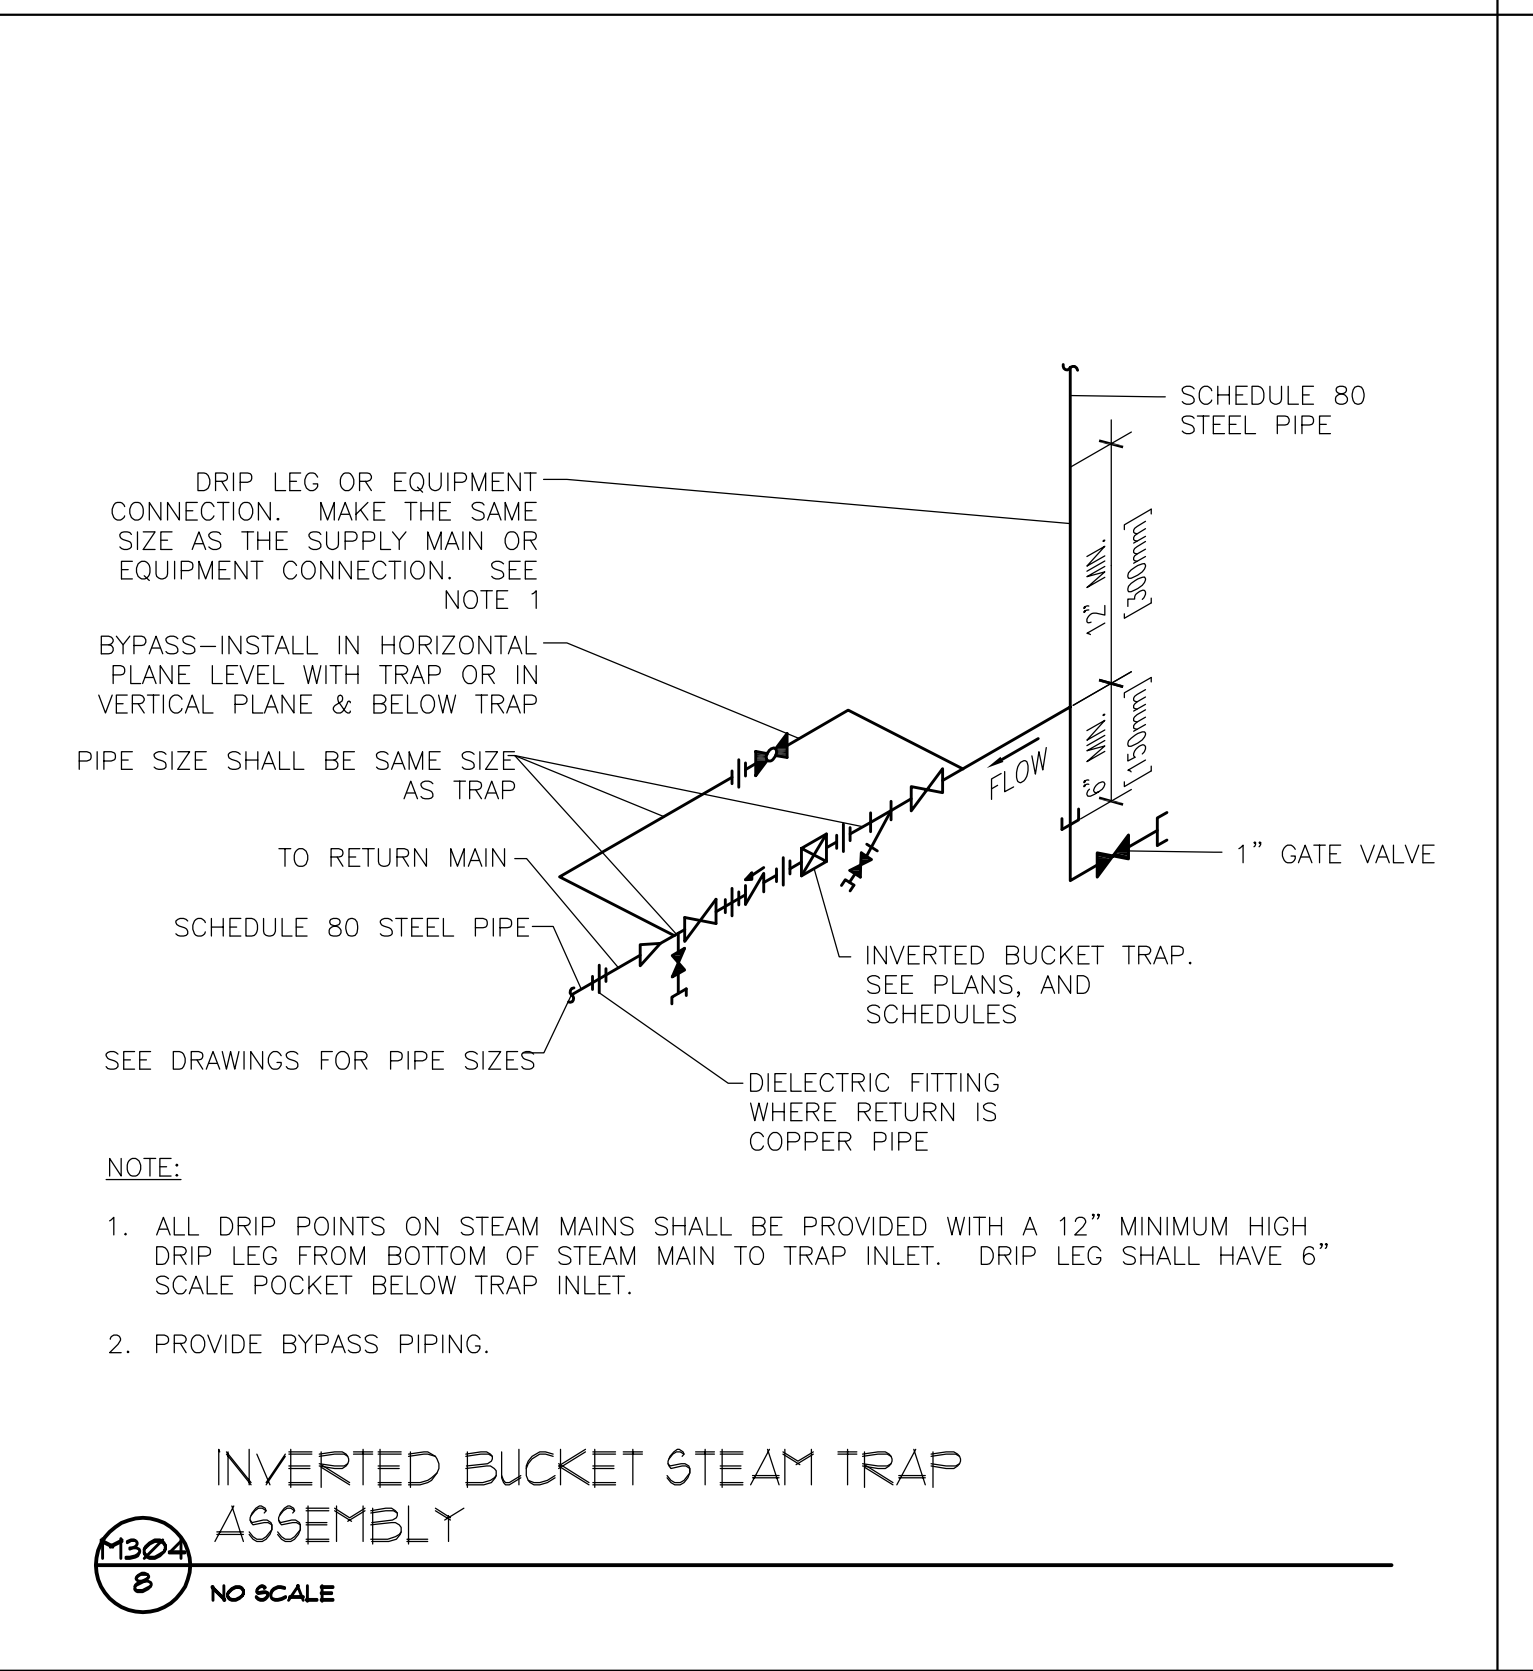 SCHEDULE 80
STEEL PIPE
DRIP LEG OR EQUIPMENT
CONNECTION. MAKE THE SAME
SIZE AS THE SUPPLY MAIN OR
EQUIPMENT CONNECTION. SEE
NOTE 1
12" MIN.
[300mm]
BYPASS-INSTALL IN HORIZONTAL
PLANE LEVEL WITH TRAP OR IN
VERTICAL PLANE & BELOW TRAP
6" MIN.
[150mm]
FLOW
PIPE SIZE SHALL BE SAME SIZE
AS TRAP
TO RETURN MAIN
1" GATE VALVE
SCHEDULE 80 STEEL PIPE
INVERTED BUCKET TRAP.
SEE PLANS, AND
SCHEDULES
SEE DRAWINGS FOR PIPE SIZES
DIELECTRIC FITTING
WHERE RETURN IS
COPPER PIPE
NOTE:
1. ALL DRIP POINTS ON STEAM MAINS SHALL BE PROVIDED WITH A 12" MINIMUM HIGH
DRIP LEG FROM BOTTOM OF STEAM MAIN TO TRAP INLET. DRIP LEG SHALL HAVE 6"
SCALE POCKET BELOW TRAP INLET.
2. PROVIDE BYPASS PIPING.
INVERTED BUCKET STEAM TRAP
ASSEMBLY
M304
8
NO SCALE